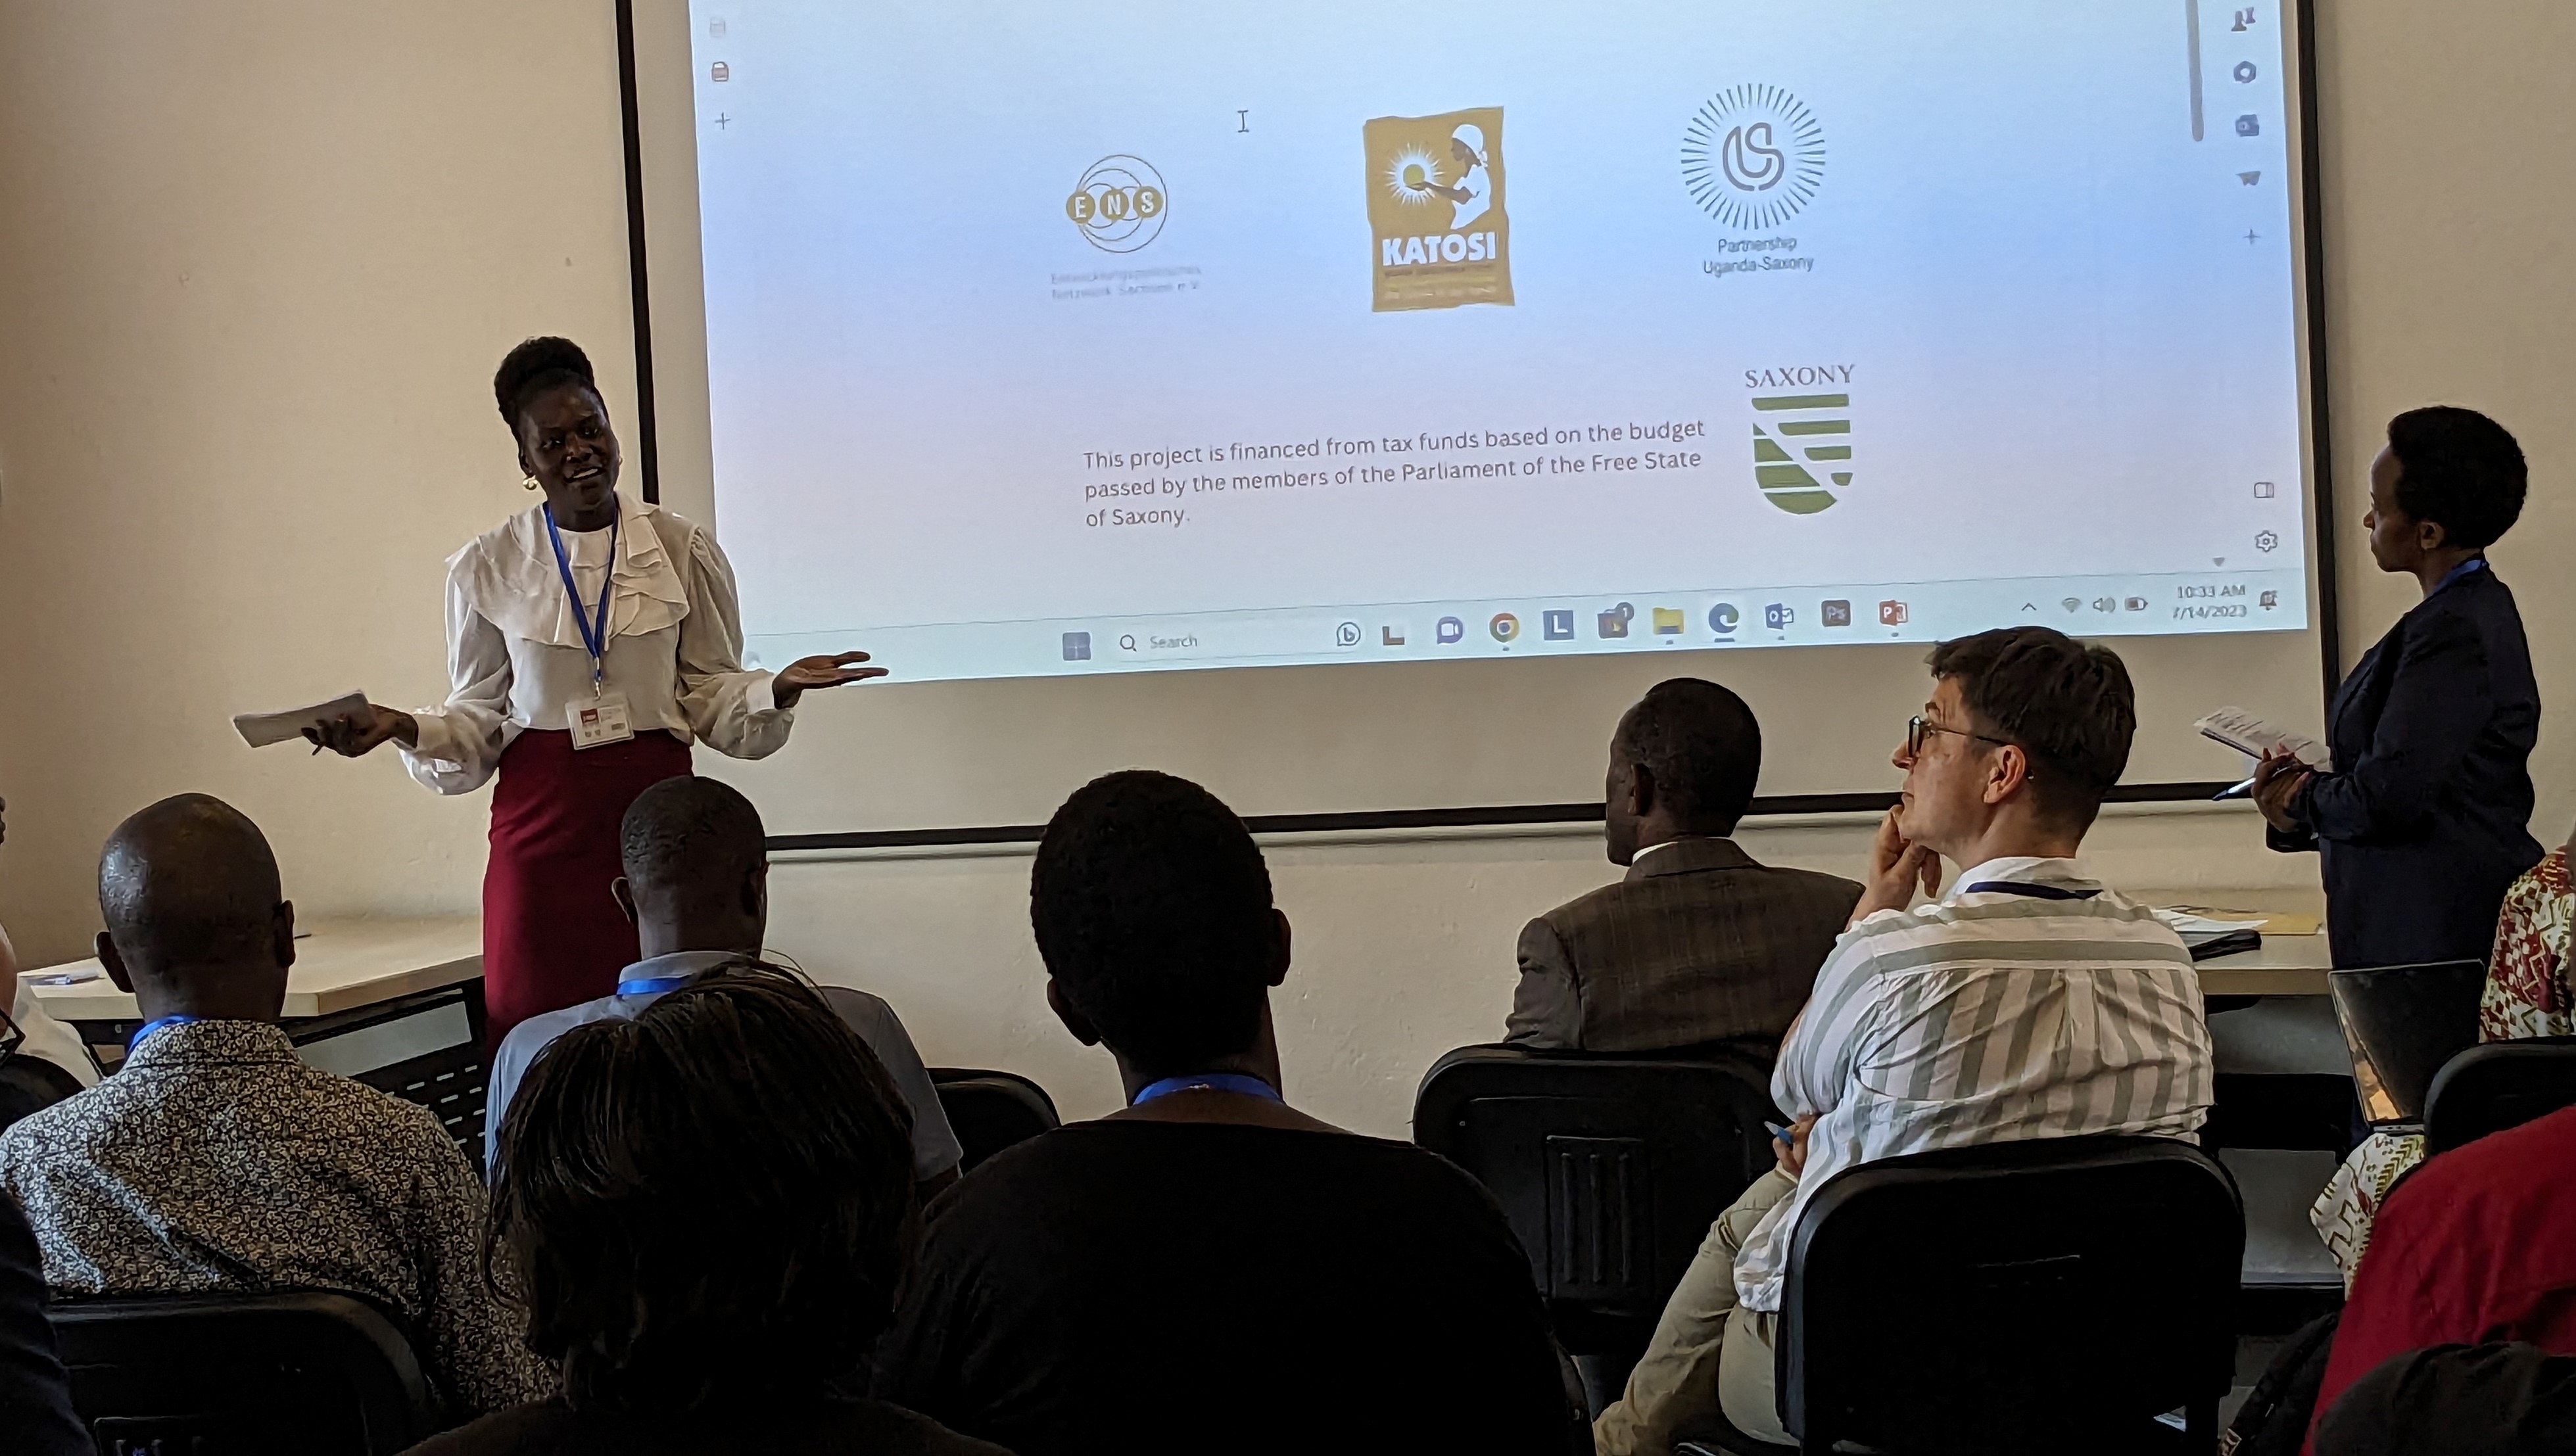 ENS
Entwicklungspolitisches
Netzwerk Sachsen e.V.
KATOSI
LS
Partnership
Uganda-Saxony
SAXONY
This project is financed from tax funds based on the budget
passed by the members of the Parliament of the Free State
of Saxony.
Search
10:33 AM
7/14/2023